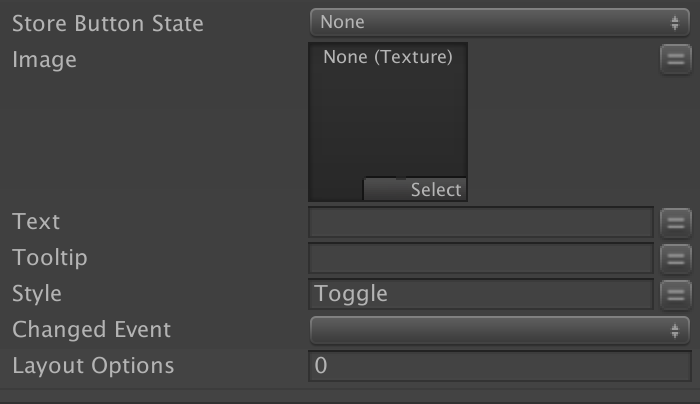 Store Button State None
Image None (Texture)
Select
Text
Tooltip
Style Toggle
Changed Event
Layout Options 0